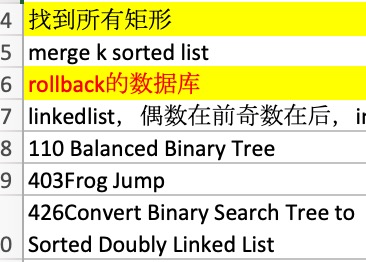 4 找到所有矩形
5 merge k sorted list
6 rollback的数据库
7 linkedlist，偶数在前奇数在后，in
8 110 Balanced Binary Tree
9 403Frog Jump
426Convert Binary Search Tree to
0 Sorted Doubly Linked List